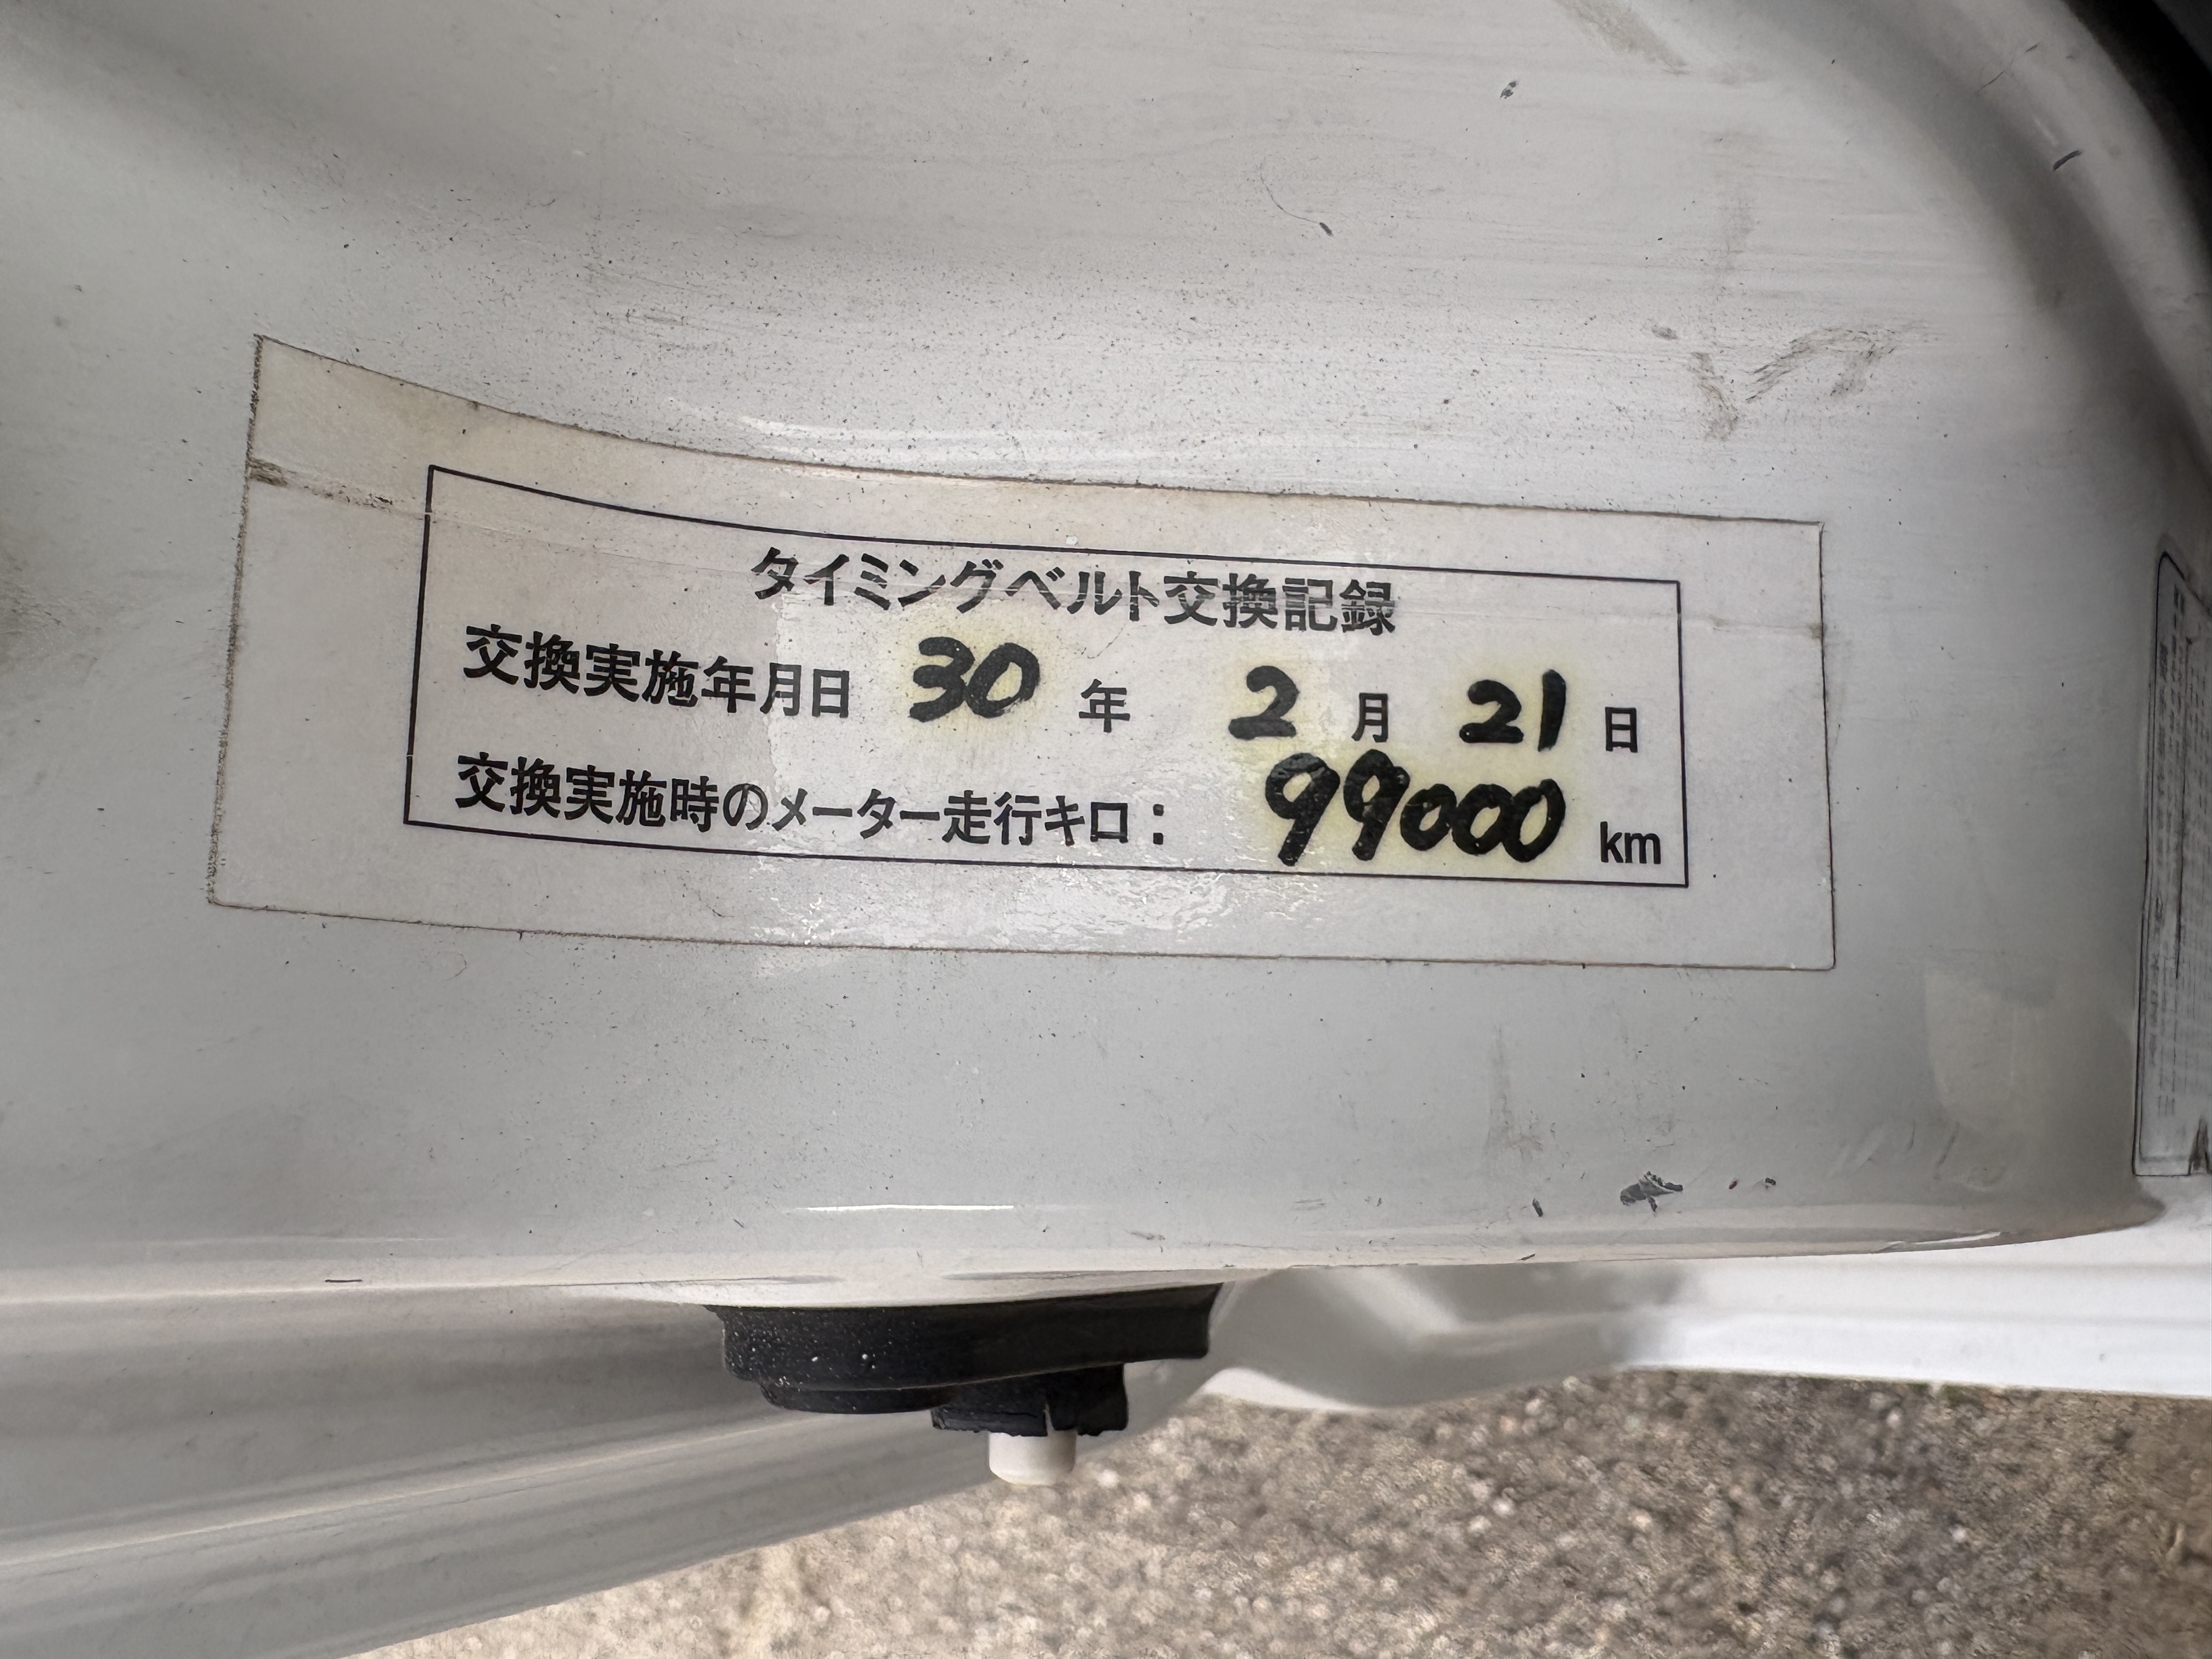 タイミングベルト交換記録
交換実施年月日 30 年 2 月 21 日
交換実施時のメーター走行キロ： 99000 km